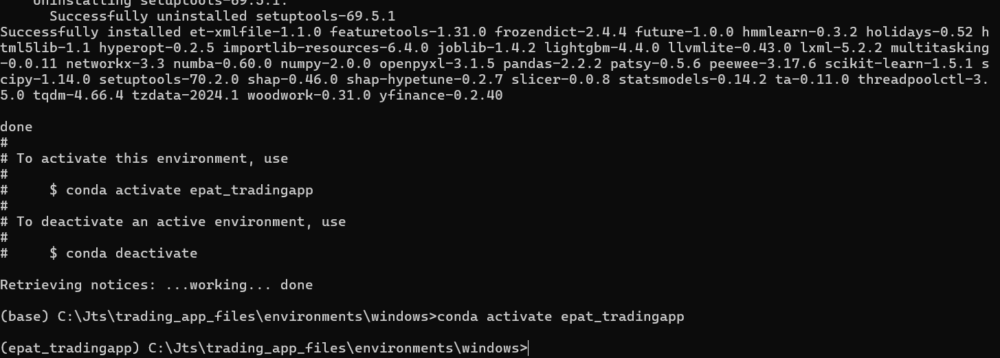 Uninstalling setuptools-69.5.1:
Successfully uninstalled setuptools-69.5.1
Successfully installed et-xmlfile-1.1.0 featuretools-1.31.0 frozendict-2.4.4 future-1.0.0 hmmlearn-0.3.2 holidays-0.52 h
tml5lib-1.1 hyperopt-0.2.5 importlib-resources-6.4.0 joblib-1.4.2 lightgbm-4.4.0 llvmlite-0.43.0 lxml-5.2.2 multitasking
-0.0.11 networkx-3.3 numba-0.60.0 numpy-2.0.0 openpyxl-3.1.5 pandas-2.2.2 patsy-0.5.6 peewee-3.17.6 scikit-learn-1.5.1 s
cipy-1.14.0 setuptools-70.2.0 shap-0.46.0 shap-hypetune-0.2.7 slicer-0.0.8 statsmodels-0.14.2 ta-0.11.0 threadpoolctl-3.
5.0 tqdm-4.66.4 tzdata-2024.1 woodwork-0.31.0 yfinance-0.2.40
done
#
# To activate this environment, use
#
#     $ conda activate epat_tradingapp
#
# To deactivate an active environment, use
#
#     $ conda deactivate
Retrieving notices: ...working... done
(base) C:\Jts\trading_app_files\environments\windows>conda activate epat_tradingapp
(epat_tradingapp) C:\Jts\trading_app_files\environments\windows>